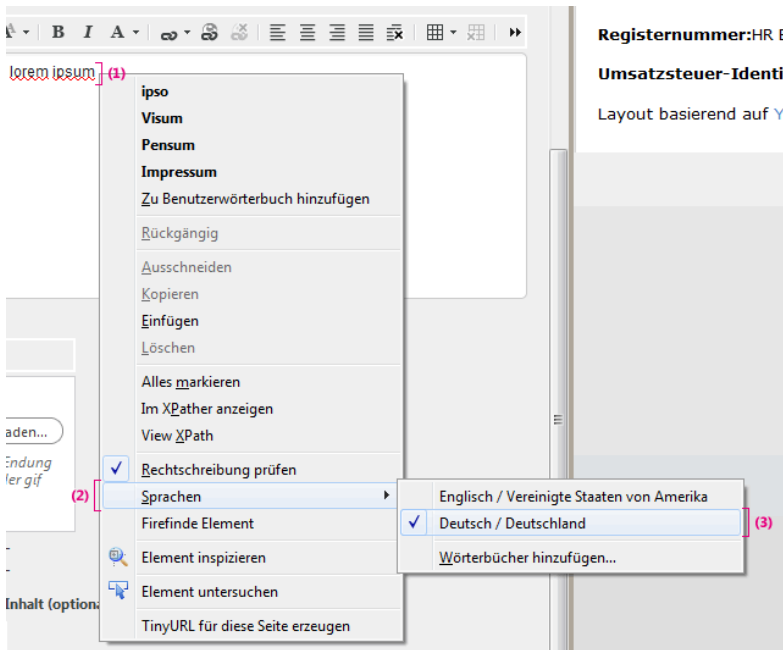 B I A
lorem ipsum (1)
Registernummer:HR
Umsatzsteuer-Identi
Layout basierend auf Y
ipso
Visum
Pensum
Impressum
Zu Benutzerwörterbuch hinzufügen
Rückgängig
Ausschneiden
Kopieren
Einfügen
Löschen
Alles markieren
Im XPather anzeigen
View XPath
Rechtschreibung prüfen
(2) Sprachen
Firefinde Element
Element inspizieren
Element untersuchen
TinyURL für diese Seite erzeugen
Englisch / Vereinigte Staaten von Amerika
Deutsch / Deutschland (3)
Wörterbücher hinzufügen...
aden...
Endung
der gif
Inhalt (optiona